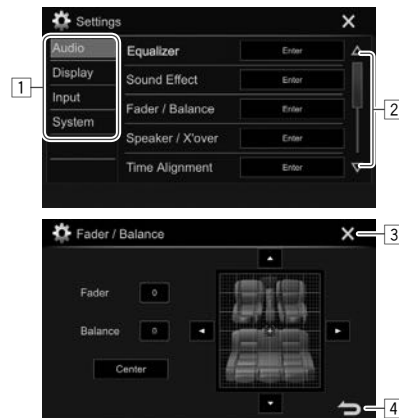 Settings
Audio
Display
Input
System
Equalizer Enter
Sound Effect Enter
Fader / Balance Enter
Speaker / X'over Enter
Time Alignment Enter
1
2
Fader / Balance
3
Fader 0
Balance 0
Center
4